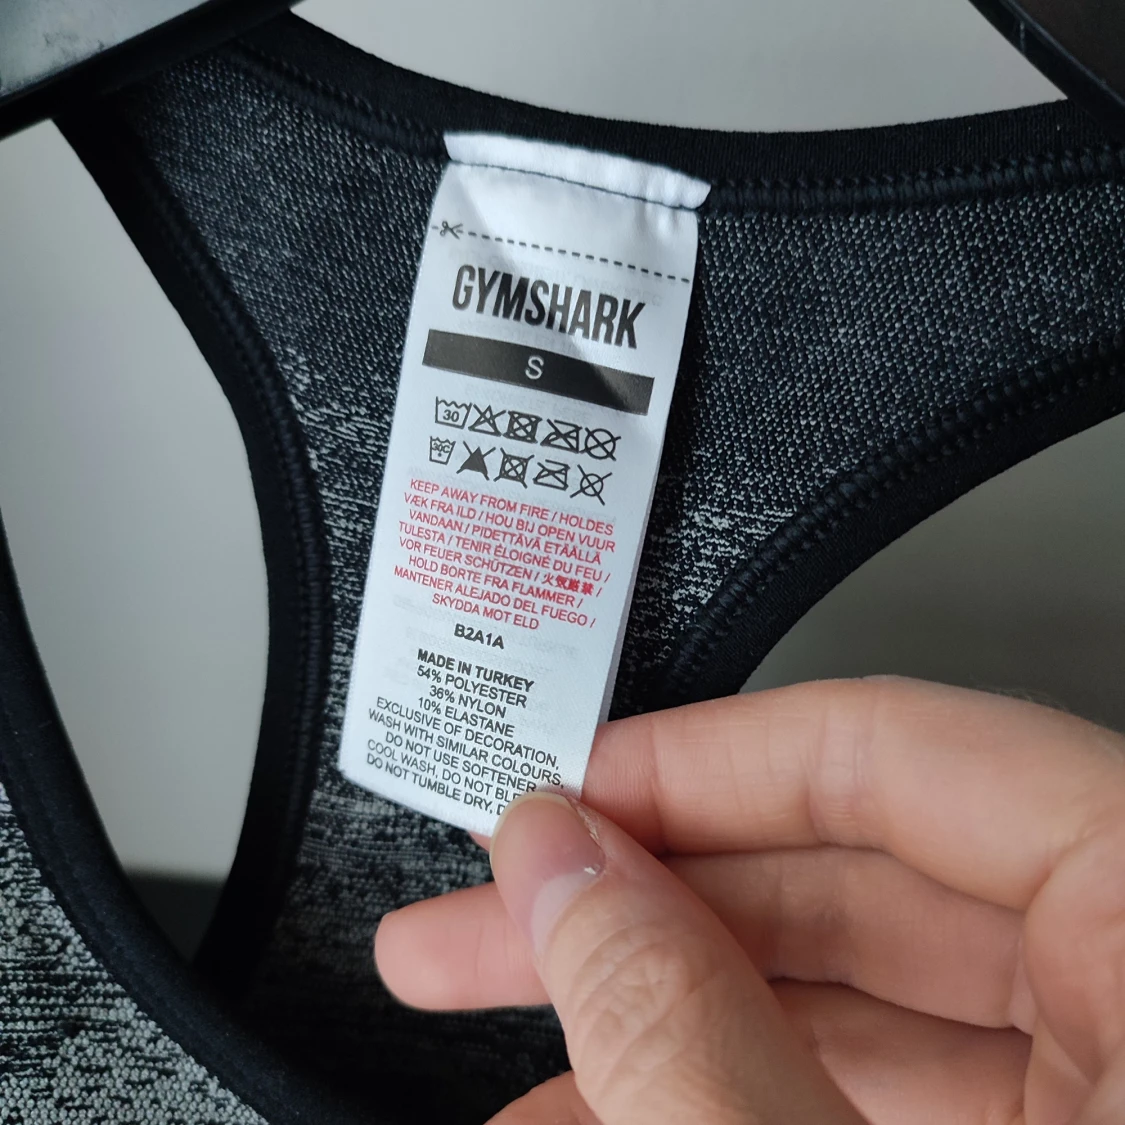 GYMSHARK
S
30
30C
KEEP AWAY FROM FIRE / HOLDES
VÆK FRA ILD / HOU BIJ OPEN VUUR
VANDAAN / PIDETTÄVÄ ETÄÄLLÄ
TULESTA / TENIR ÉLOIGNÉ DU FEU /
VOR FEUER SCHÜTZEN / 火気厳禁 /
HOLD BORTE FRA FLAMMER /
MANTENER ALEJADO DEL FUEGO /
SKYDDA MOT ELD
B2A1A
MADE IN TURKEY
54% POLYESTER
36% NYLON
10% ELASTANE
EXCLUSIVE OF DECORATION,
WASH WITH SIMILAR COLOURS,
DO NOT USE SOFTENER
COOL WASH, DO NOT
DO NOT TUMBLE DRY,